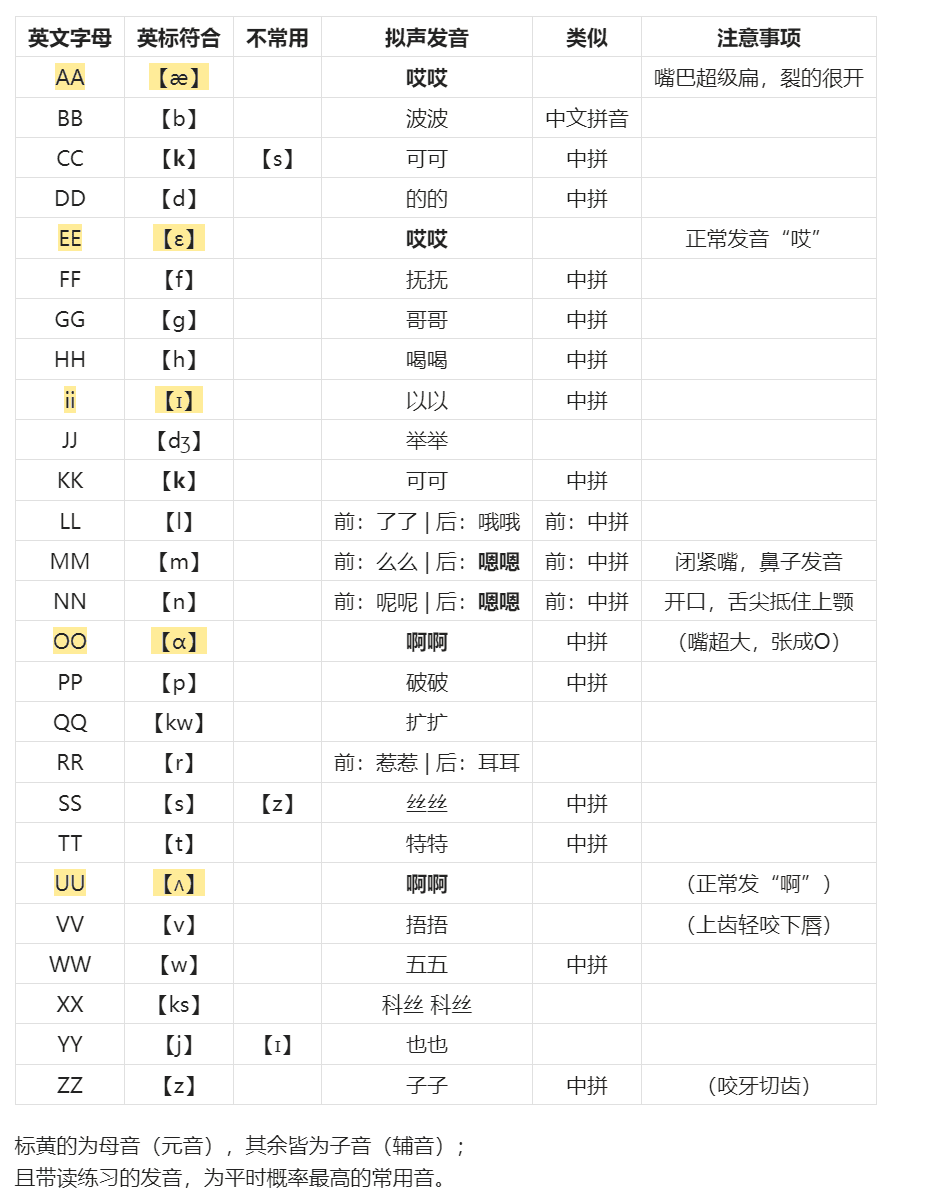 英文字母 英标符合 不常用 拟声发音 类似 注意事项
AA 【æ】 哎哎 嘴巴超级扁，裂的很开
BB 【b】 波波 中文拼音
CC 【k】 【s】 可可 中拼
DD 【d】 的的 中拼
EE 【ɛ】 哎哎 正常发音“哎”
FF 【f】 抚抚 中拼
GG 【g】 哥哥 中拼
HH 【h】 喝喝 中拼
ii 【ɪ】 以以 中拼
JJ 【dʒ】 举举
KK 【k】 可可 中拼
LL 【l】 前：了了 | 后：哦哦 前：中拼
MM 【m】 前：么么 | 后：嗯嗯 前：中拼 闭紧嘴，鼻子发音
NN 【n】 前：呢呢 | 后：嗯嗯 前：中拼 开口，舌尖抵住上颚
OO 【ɑ】 啊啊 中拼 （嘴超大，张成O）
PP 【p】 破破 中拼
QQ 【kw】 扩扩
RR 【r】 前：惹惹 | 后：耳耳
SS 【s】 【z】 丝丝 中拼
TT 【t】 特特 中拼
UU 【ʌ】 啊啊 （正常发“啊”）
VV 【v】 捂捂 （上齿轻咬下唇）
WW 【w】 五五 中拼
XX 【ks】 科丝 科丝
YY 【j】 【ɪ】 也也
ZZ 【z】 子子 中拼 （咬牙切齿）
标黄的为母音（元音），其余皆为子音（辅音）；
且带读练习的发音，为平时概率最高的常用音。